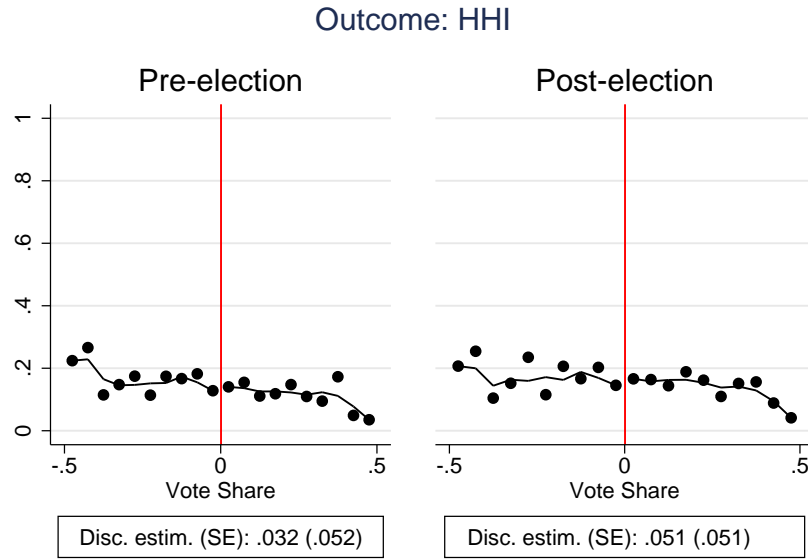 Outcome: HHI
Pre-election
Post-election
1
.8
.6
.4
.2
0
-.5
0
.5
-.5
0
.5
Vote Share
Vote Share
Disc. estim. (SE): .032 (.052)
Disc. estim. (SE): .051 (.051)